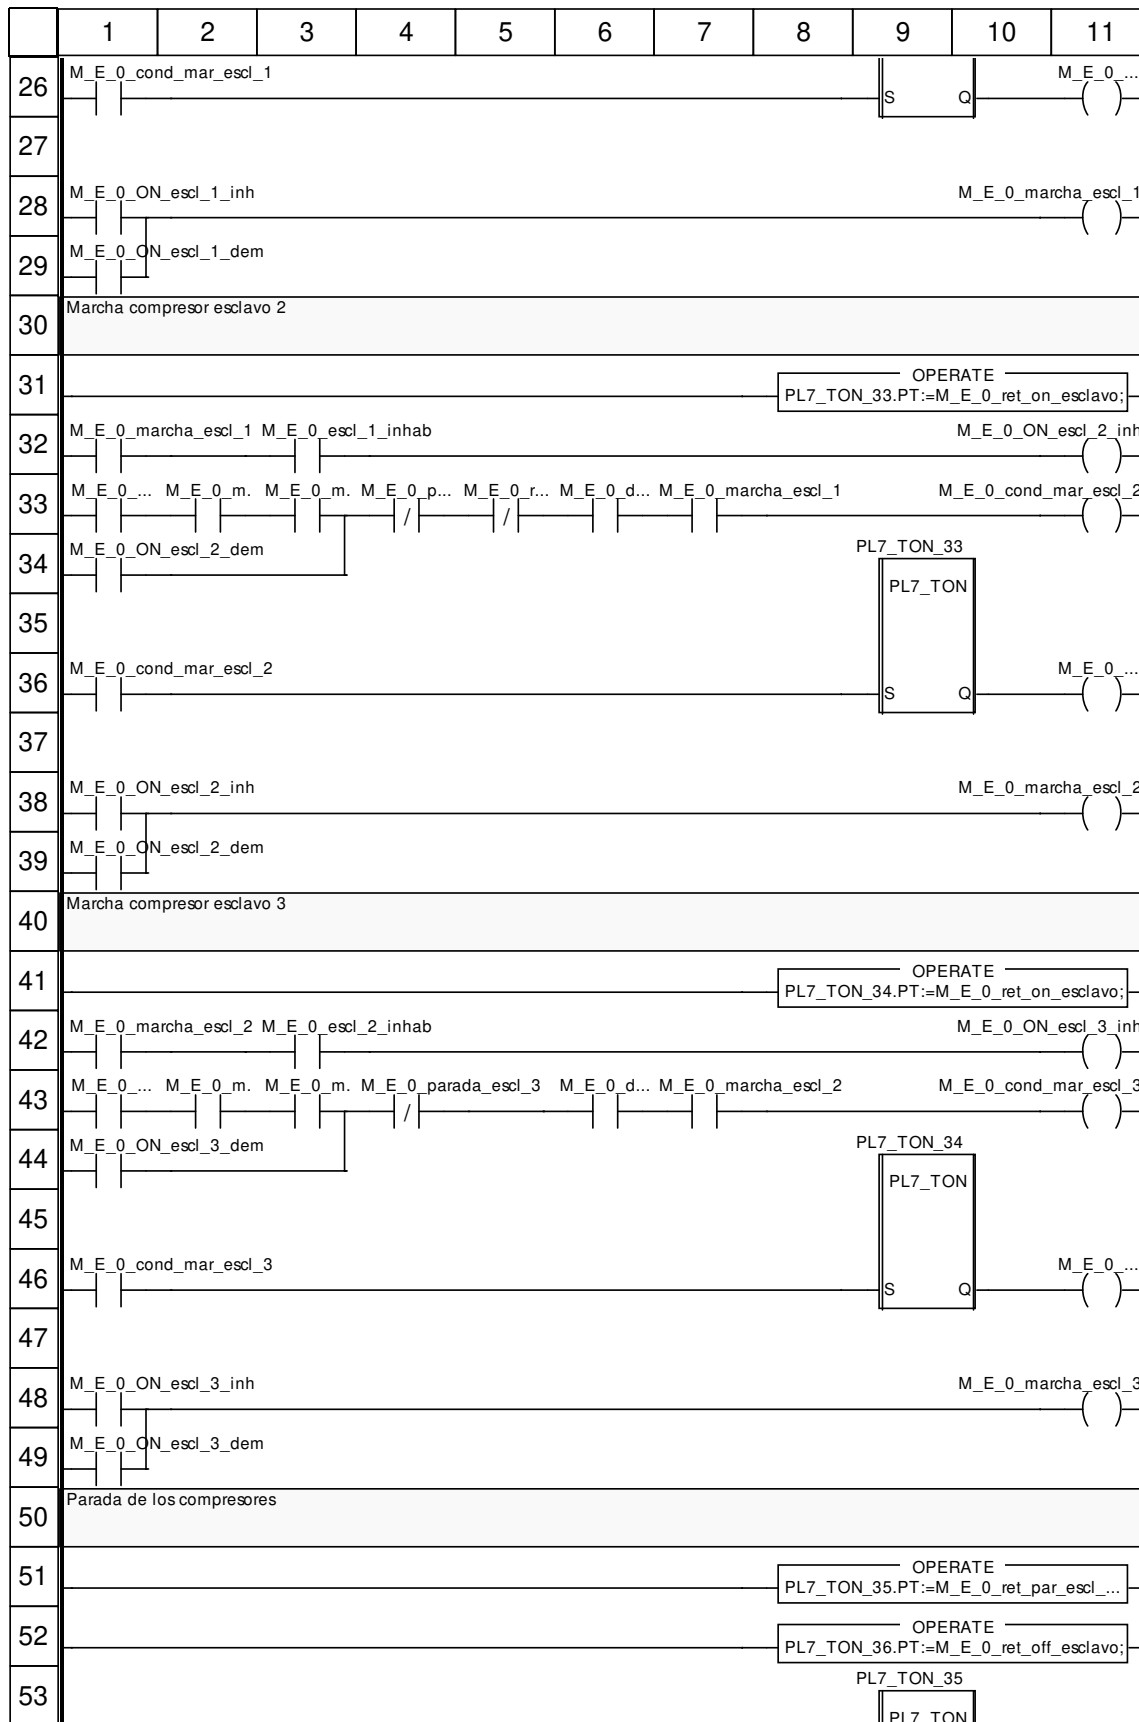 1 2 3 4 5 6 7 8 9 10 11
26
M_E_0_cond_mar_escl_1 M_E_0_...
S Q
27
28
M_E_0_ON_escl_1_inh M_E_0_marcha_escl_1
29
M_E_0_ON_escl_1_dem
30
Marcha compresor esclavo 2
31
OPERATE
PL7_TON_33.PT:=M_E_0_ret_on_esclavo;
32
M_E_0_marcha_escl_1 M_E_0_escl_1_inhab M_E_0_ON_escl_2_inh
33
M_E_0_... M_E_0_m. M_E_0_m. M_E_0_p... M_E_0_r... M_E_0_d... M_E_0_marcha_escl_1 M_E_0_cond_mar_escl_2
34
M_E_0_ON_escl_2_dem PL7_TON_33
PL7_TON
35
36
M_E_0_cond_mar_escl_2 M_E_0_...
S Q
37
38
M_E_0_ON_escl_2_inh M_E_0_marcha_escl_2
39
M_E_0_ON_escl_2_dem
40
Marcha compresor esclavo 3
41
OPERATE
PL7_TON_34.PT:=M_E_0_ret_on_esclavo;
42
M_E_0_marcha_escl_2 M_E_0_escl_2_inhab M_E_0_ON_escl_3_inh
43
M_E_0_... M_E_0_m. M_E_0_m. M_E_0_parada_escl_3 M_E_0_d... M_E_0_marcha_escl_2 M_E_0_cond_mar_escl_3
44
M_E_0_ON_escl_3_dem PL7_TON_34
PL7_TON
45
46
M_E_0_cond_mar_escl_3 M_E_0_...
S Q
47
48
M_E_0_ON_escl_3_inh M_E_0_marcha_escl_3
49
M_E_0_ON_escl_3_dem
50
Parada de los compresores
51
OPERATE
PL7_TON_35.PT:=M_E_0_ret_par_escl_...
52
OPERATE
PL7_TON_36.PT:=M_E_0_ret_off_esclavo;
53
PL7_TON_35
PL7_TON